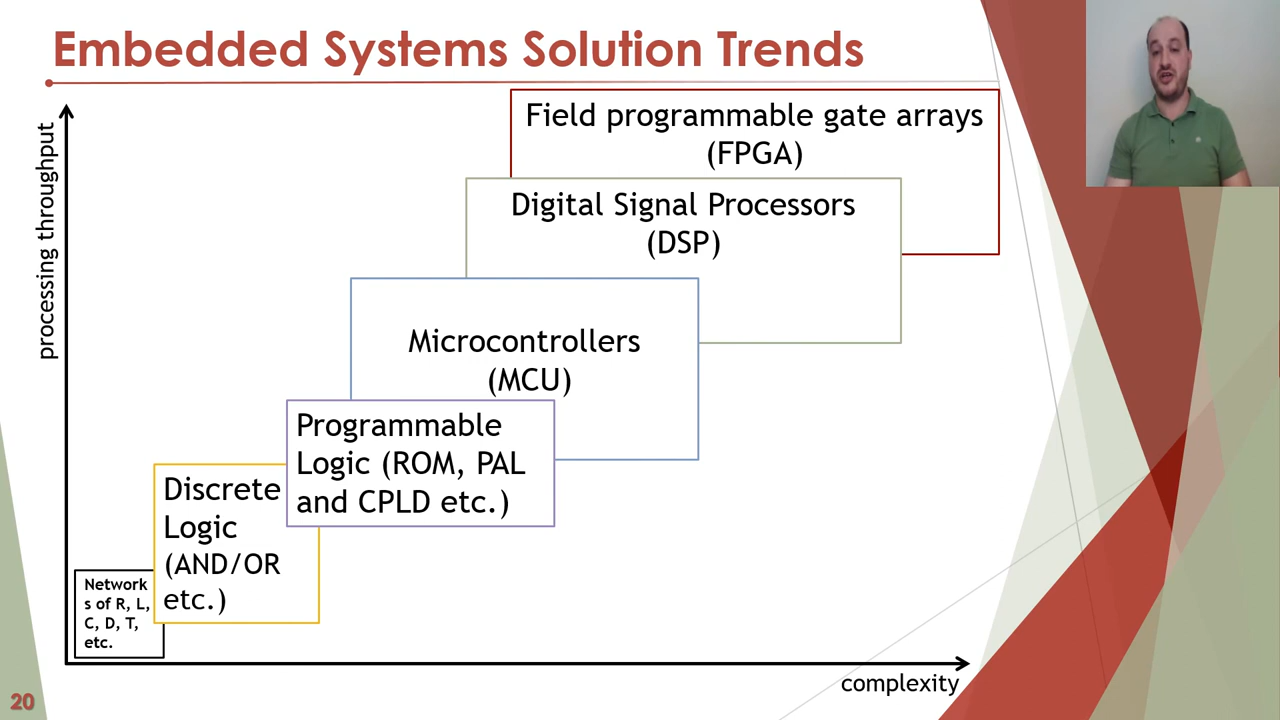 Embedded Systems Solution Trends
processing throughput
Field programmable gate arrays
(FPGA)
Digital Signal Processors
(DSP)
Microcontrollers
(MCU)
Programmable
Logic (ROM, PAL
and CPLD etc.)
Discrete
Logic
(AND/OR
etc.)
Network
s of R, L,
C, D, T,
etc.
complexity
20